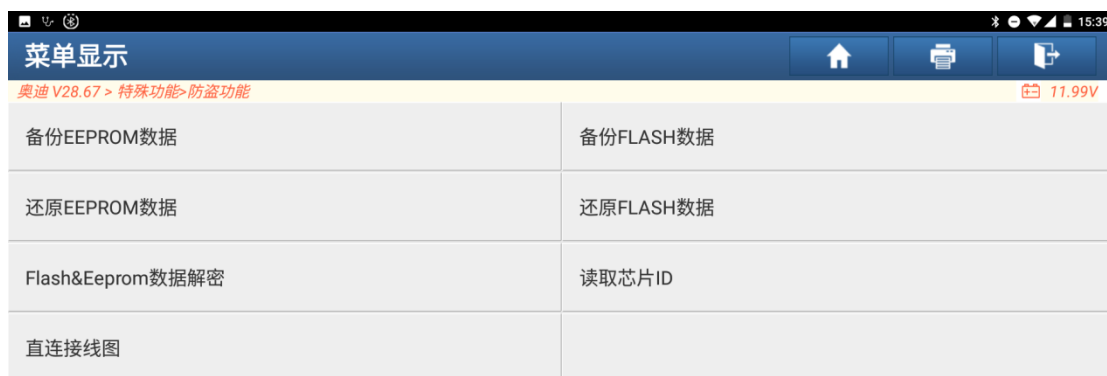 15:39
菜单显示
奥迪 V28.67 > 特殊功能>防盗功能
11.99V
备份EEPROM数据
备份FLASH数据
还原EEPROM数据
还原FLASH数据
Flash&Eeprom数据解密
读取芯片ID
直连接线图